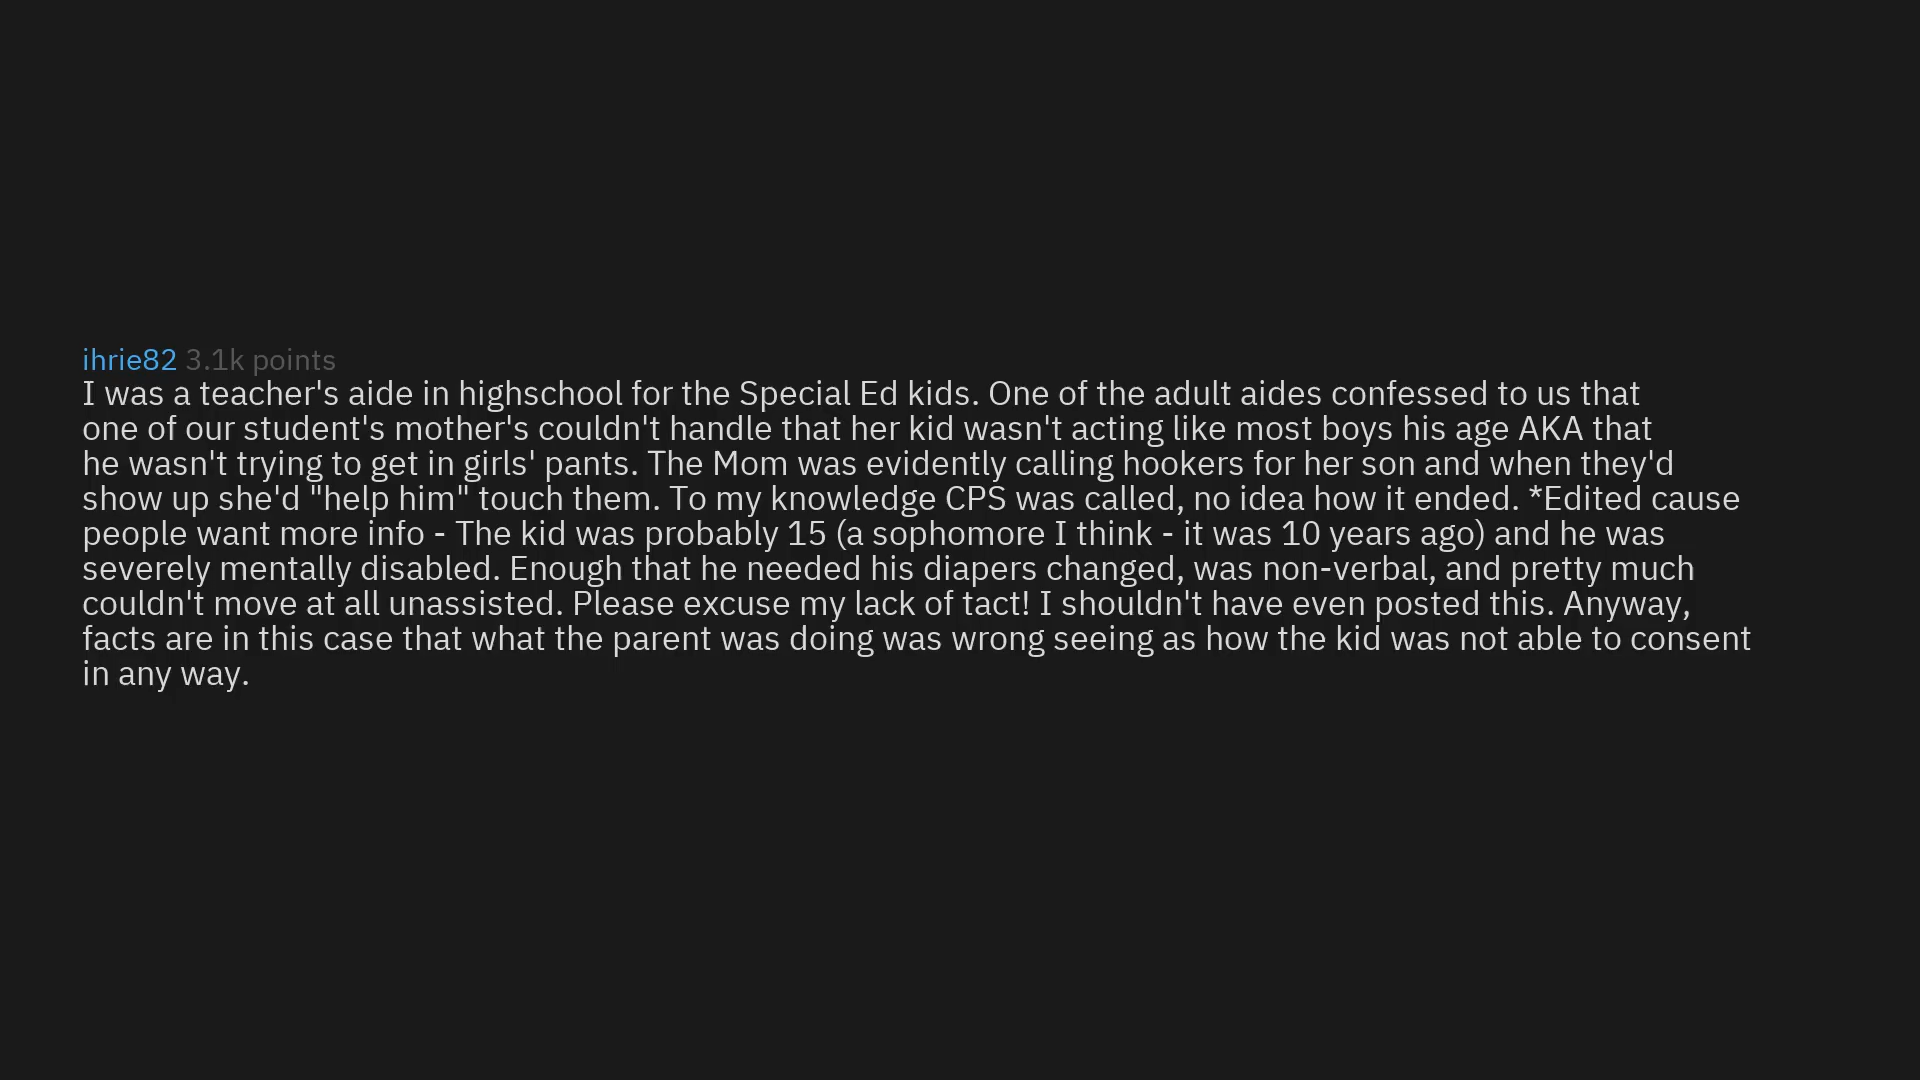 ihrie82 3.1k points
I was a teacher's aide in highschool for the Special Ed kids. One of the adult aides confessed to us that
one of our student's mother's couldn't handle that her kid wasn't acting like most boys his age AKA that
he wasn't trying to get in girls' pants. The Mom was evidently calling hookers for her son and when they'd
show up she'd "help him" touch them. To my knowledge CPS was called, no idea how it ended. *Edited cause
people want more info - The kid was probably 15 (a sophomore I think - it was 10 years ago) and he was
severely mentally disabled. Enough that he needed his diapers changed, was non-verbal, and pretty much
couldn't move at all unassisted. Please excuse my lack of tact! I shouldn't have even posted this. Anyway,
facts are in this case that what the parent was doing was wrong seeing as how the kid was not able to consent
in any way.